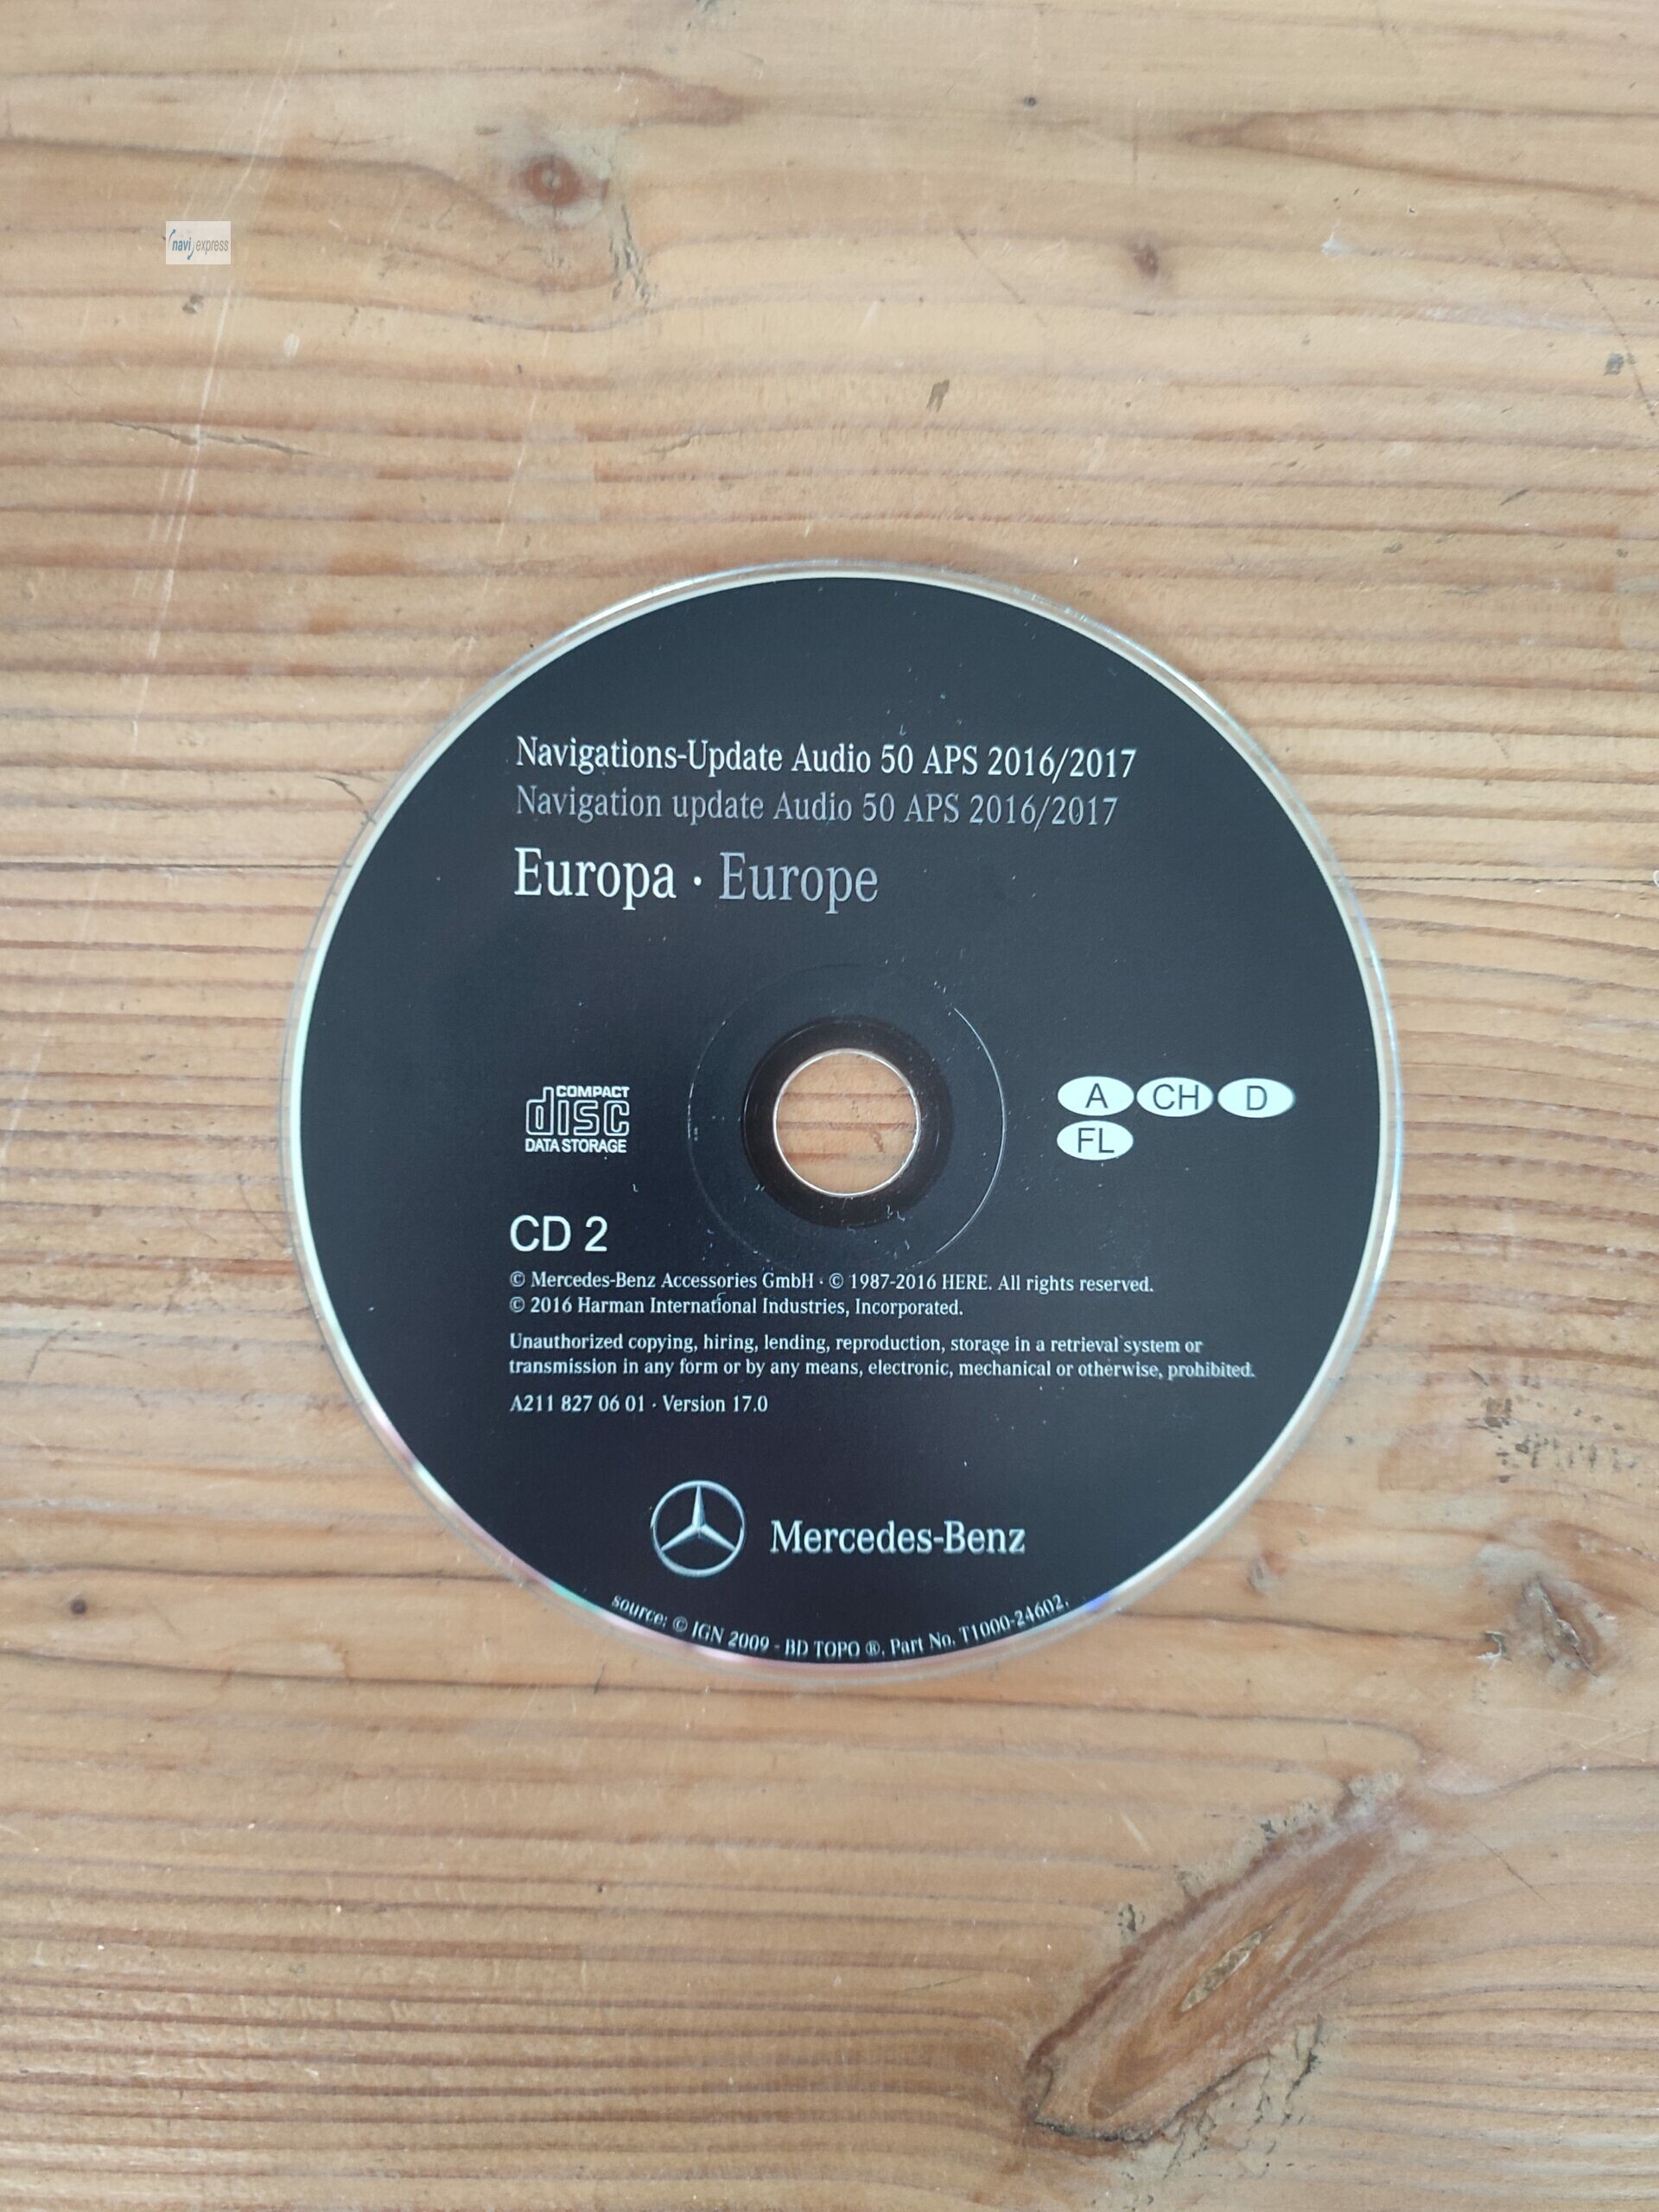 navi express
Navigations-Update Audio 50 APS 2016/2017
Navigation update Audio 50 APS 2016/2017
Europa · Europe
COMPACT
disc
DATA STORAGE
A CH D
FL
CD 2
© Mercedes-Benz Accessories GmbH · © 1987-2016 HERE. All rights reserved.
© 2016 Harman International Industries, Incorporated.
Unauthorized copying, hiring, lending, reproduction, storage in a retrieval system or
transmission in any form or by any means, electronic, mechanical or otherwise, prohibited.
A211 827 06 01 · Version 17.0
Mercedes-Benz
source: © IGN 2009 - BD TOPO ®. Part No. T1000-24602.